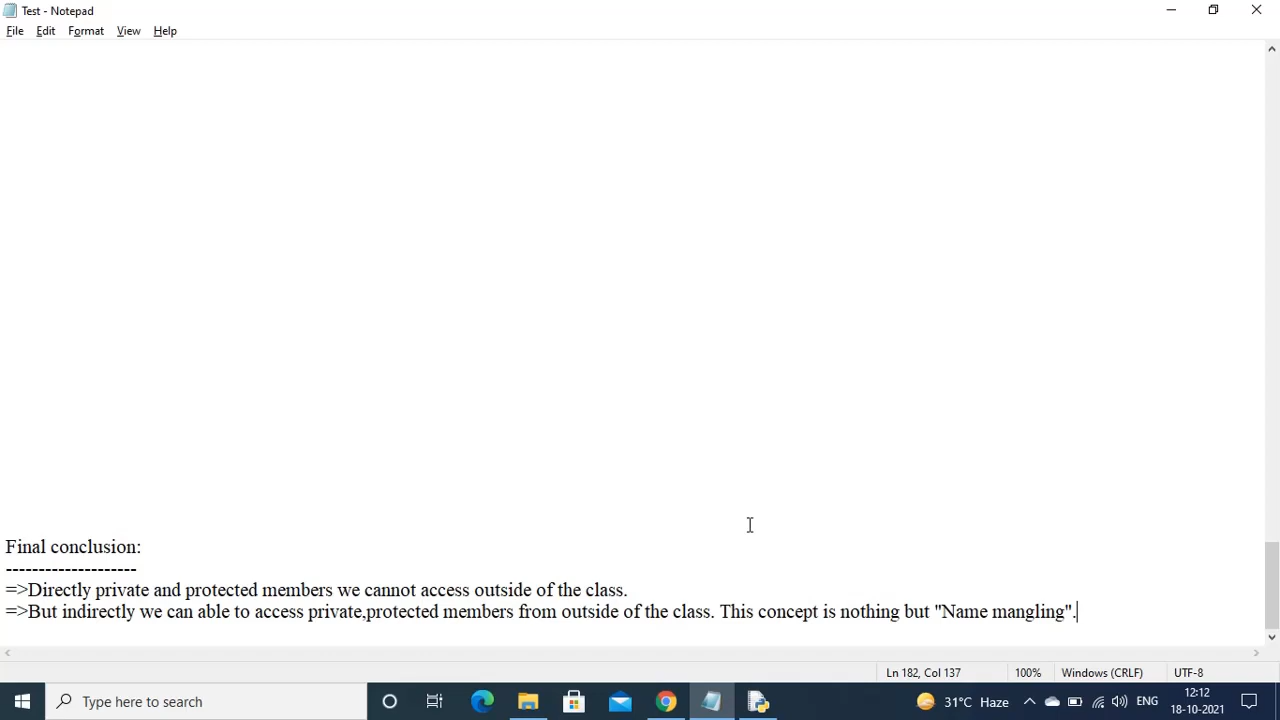 Test - Notepad
File Edit Format View Help
Final conclusion:
--------------------
=>Directly private and protected members we cannot access outside of the class.
=>But indirectly we can able to access private,protected members from outside of the class. This concept is nothing but "Name mangling".
Ln 182, Col 137 100% Windows (CRLF) UTF-8
Type here to search 31°C Haze ENG 12:12
18-10-2021